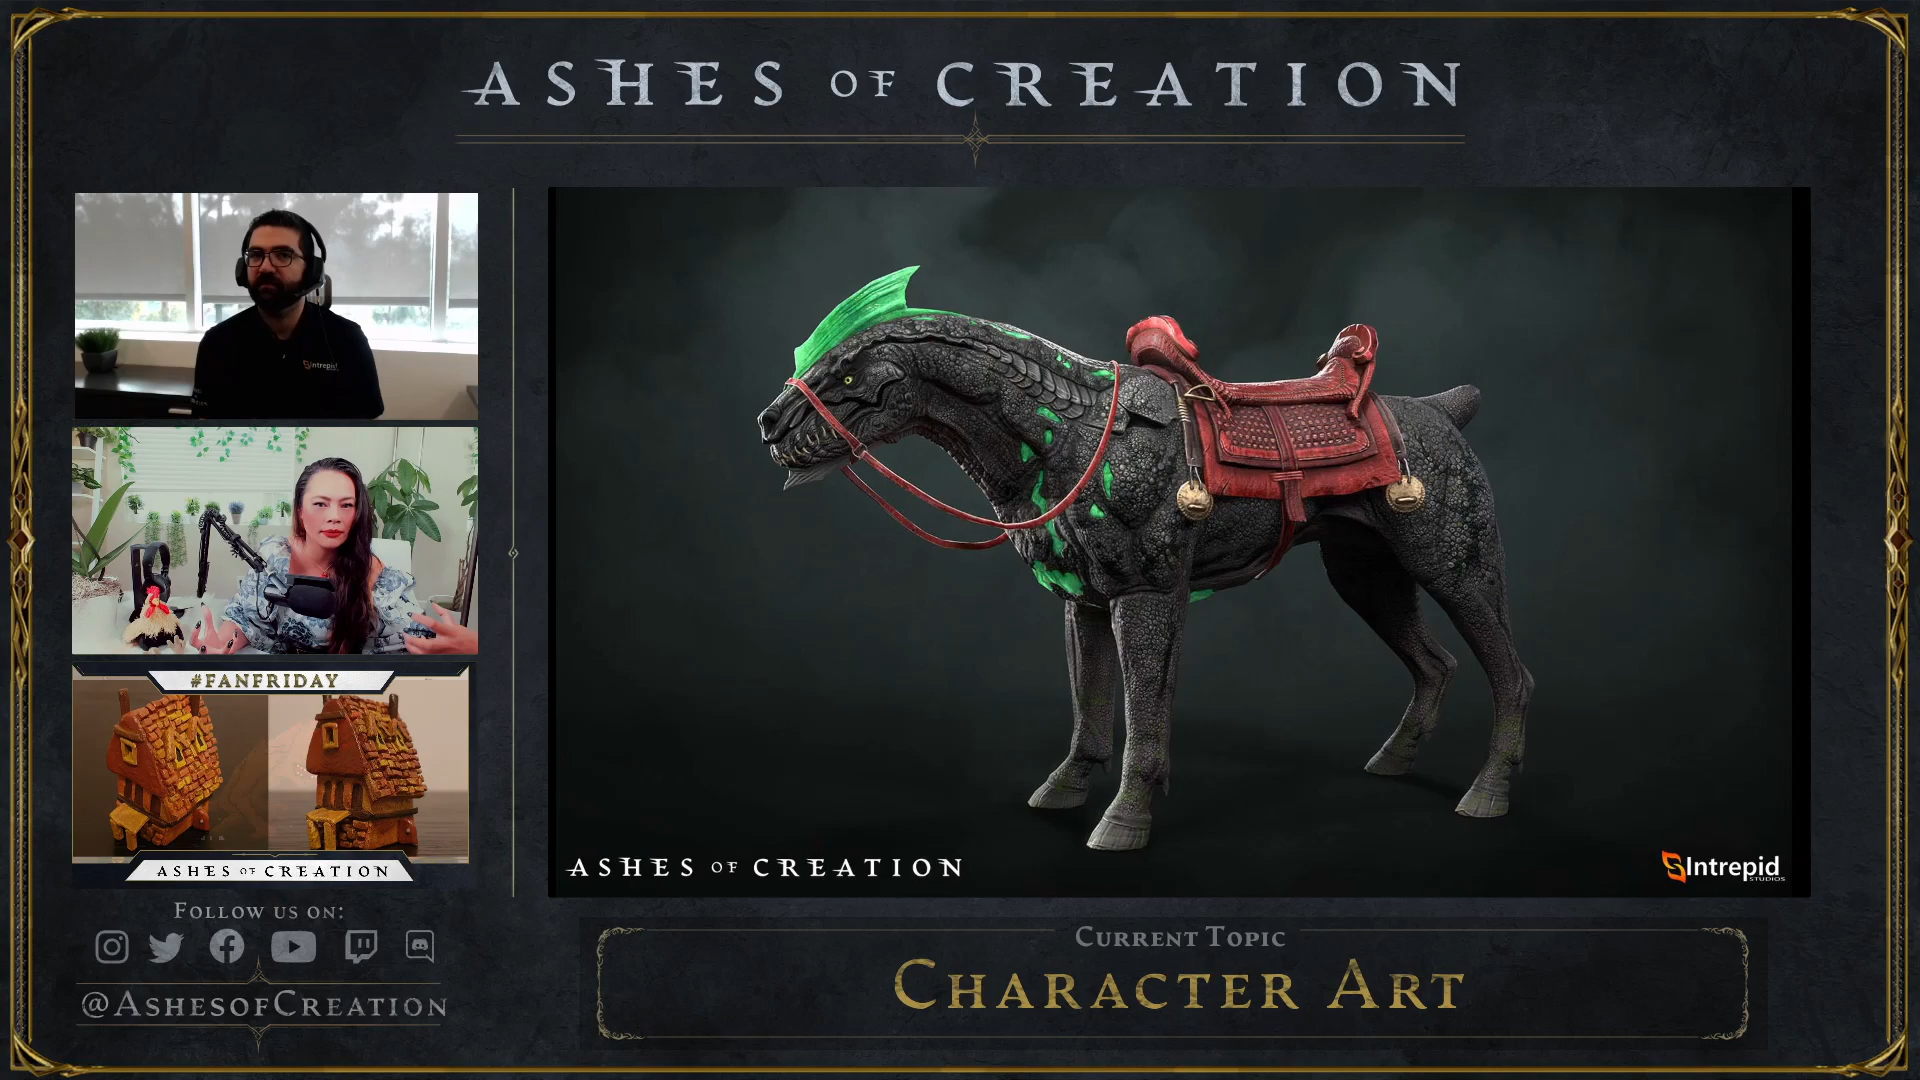 ASHES OF CREATION
Intrepid
#FANFRIDAY
ASHES OF CREATION
FOLLOW US ON:
@ASHESOFCREATION
ASHES OF CREATION
Intrepid
STUDIOS
CURRENT TOPIC
CHARACTER ART